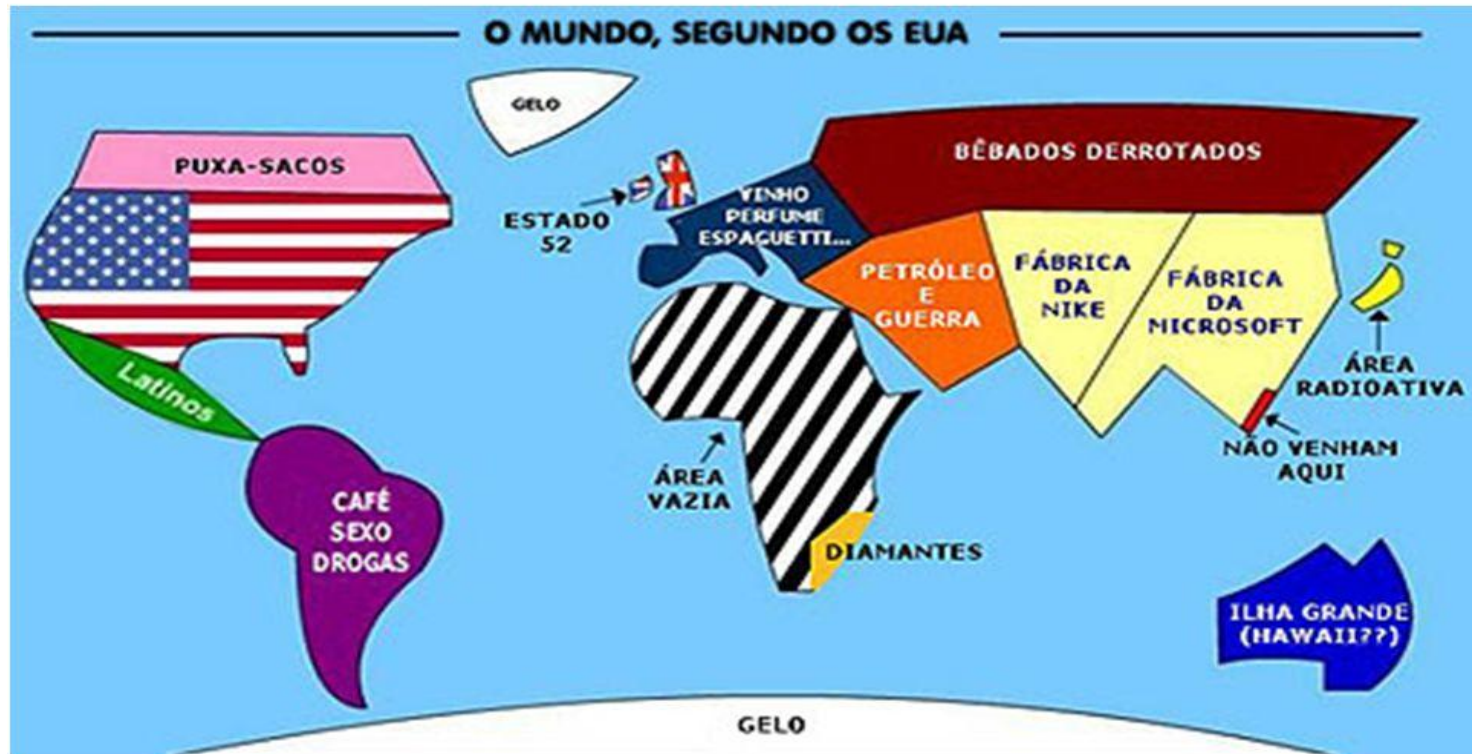 O MUNDO, SEGUNDO OS EUA
GELO
PUXA-SACOS
BÊBADOS DERROTADOS
ESTADO
52
VINHO
PERFUME
ESPAGUETTI...
PETRÓLEO
E
GUERRA
FÁBRICA
DA
NIKE
FÁBRICA
DA
MICROSOFT
ÁREA
RADIOATIVA
Latinos
NÃO VENHAM
AQUI
ÁREA
VAZIA
CAFÉ
SEXO
DROGAS
DIAMANTES
ILHA GRANDE
(HAWAII??)
GELO